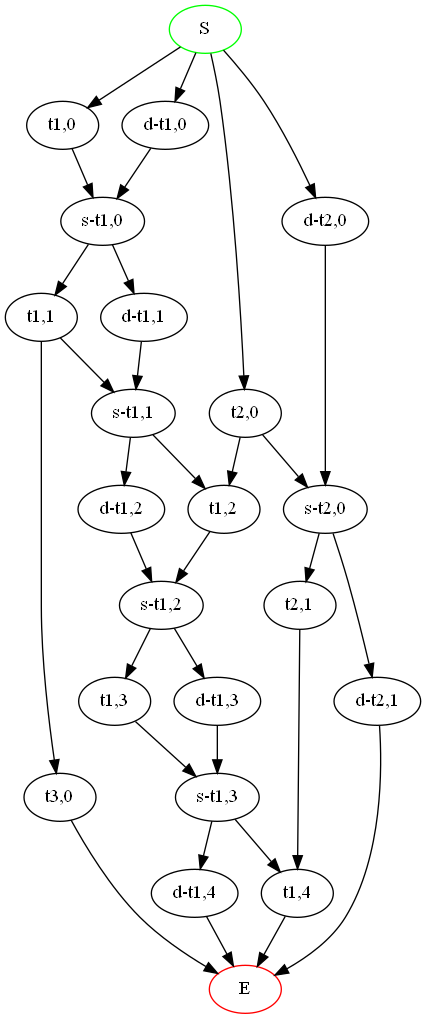 S
t1,0
d-t1,0
s-t1,0
d-t2,0
t1,1
d-t1,1
s-t1,1
t2,0
d-t1,2
t1,2
s-t2,0
s-t1,2
t2,1
t1,3
d-t1,3
d-t2,1
t3,0
s-t1,3
d-t1,4
t1,4
E